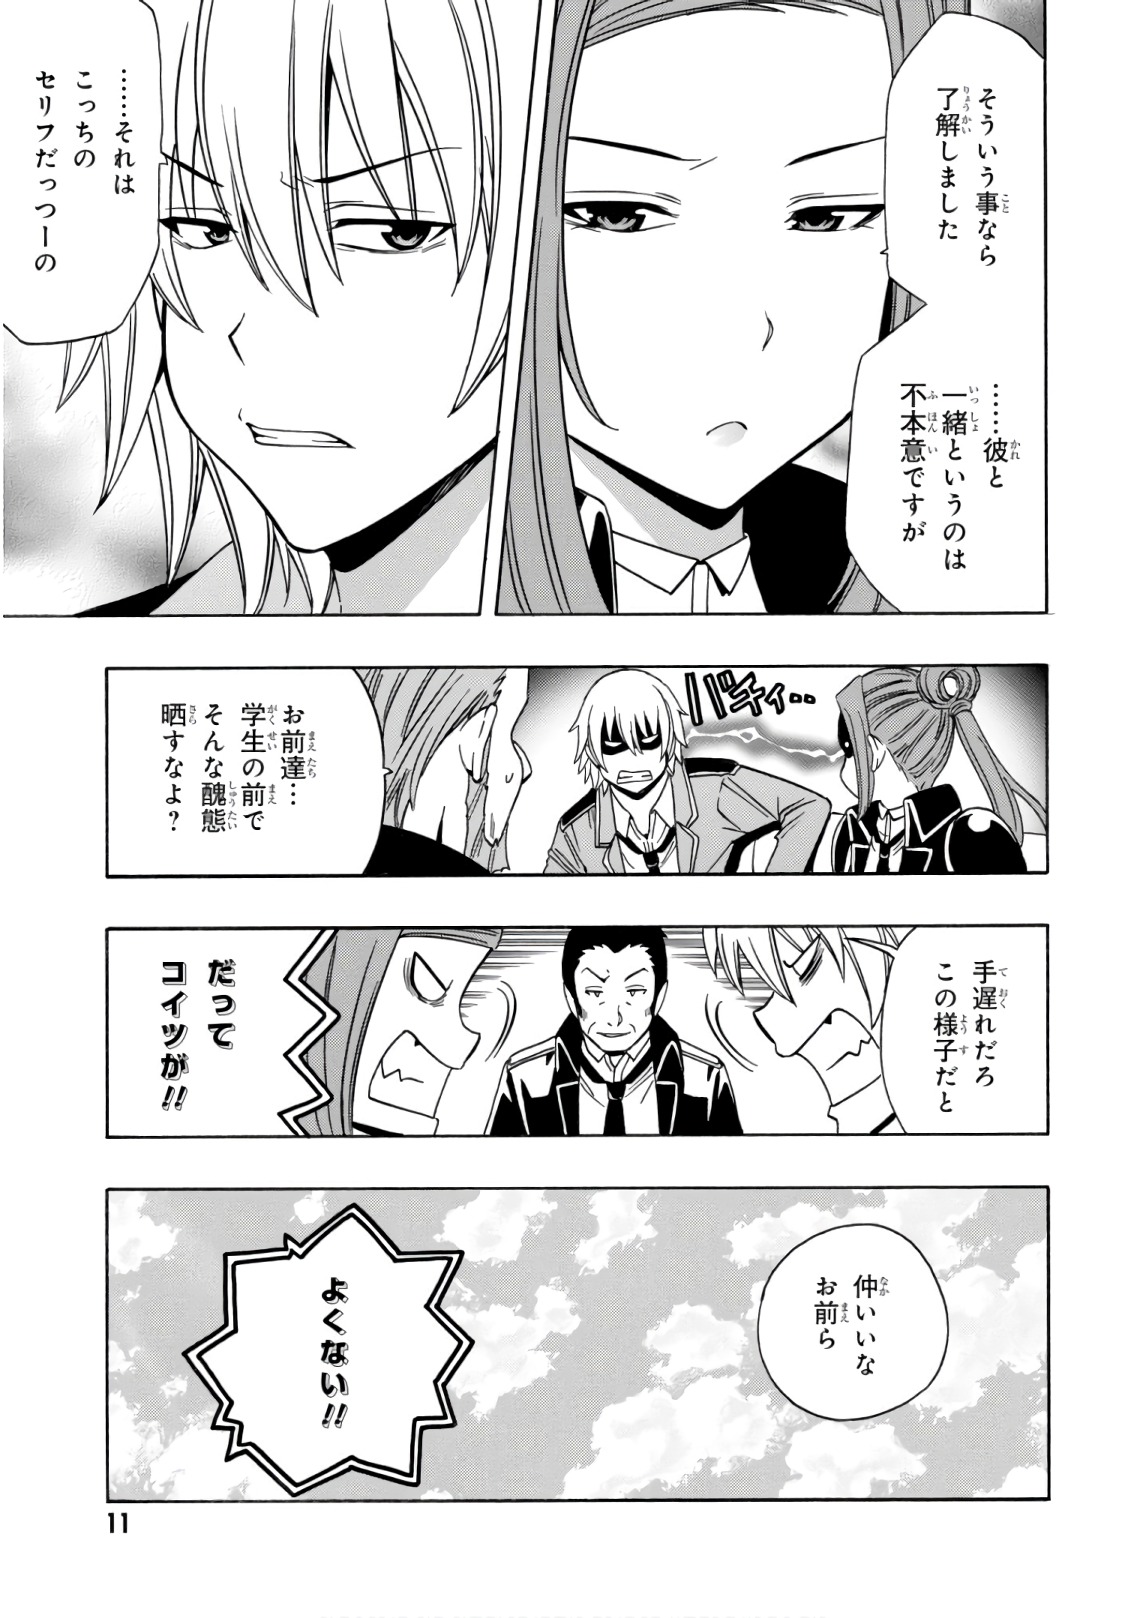 そういう事なら
了解しました
……彼と
一緒というのは
不本意ですが
……それは
こっちの
セリフだっつーの
バチィ…
お前達…
学生の前で
そんな醜態
晒すなよ?
手遅れだろ
この様子だと
だって
コイツが!!
仲いいな
お前ら
よくない!!
11